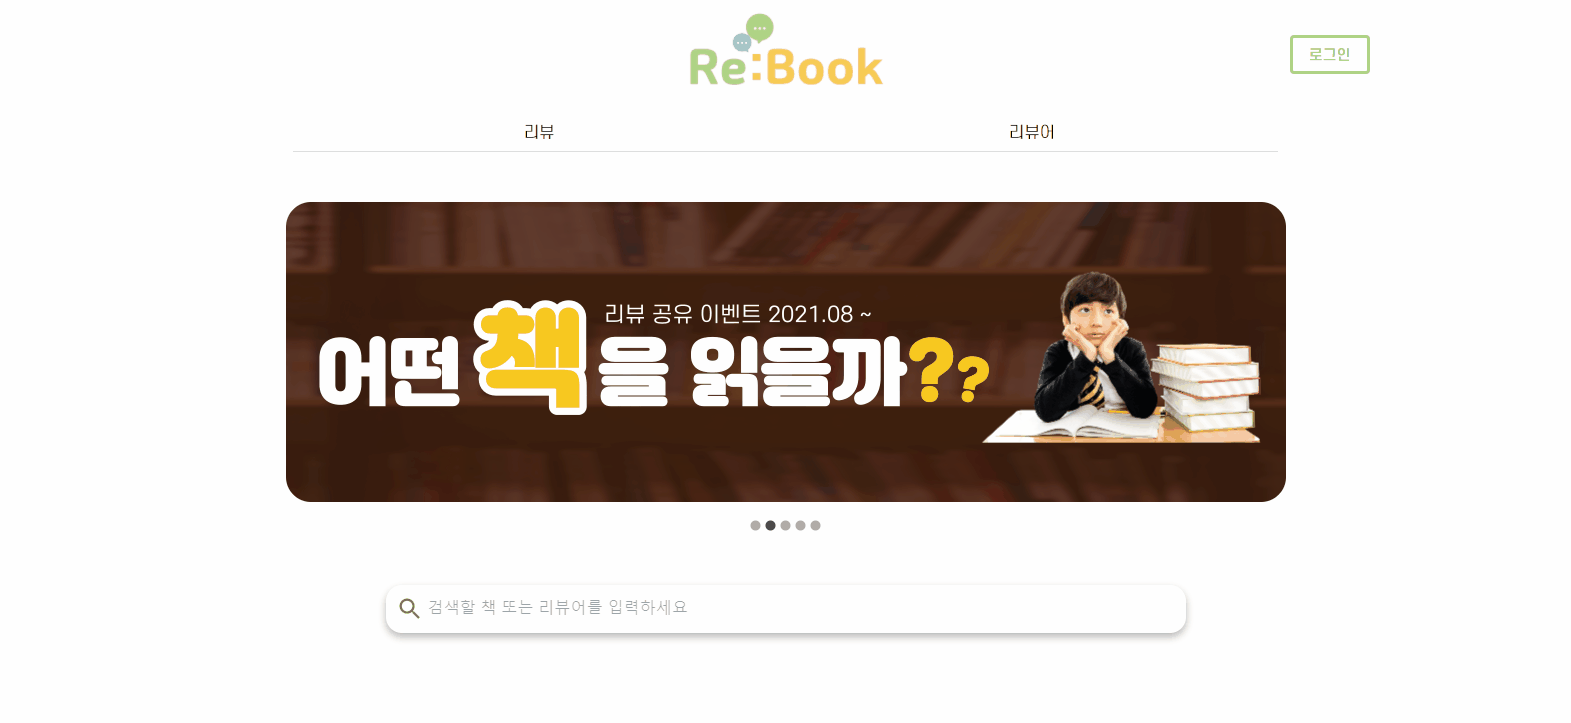 Re:Book
로그인
리뷰
리뷰어
리뷰 공유 이벤트 2021.08 ~
어떤 책을 읽을까??
검색할 책 또는 리뷰어를 입력하세요